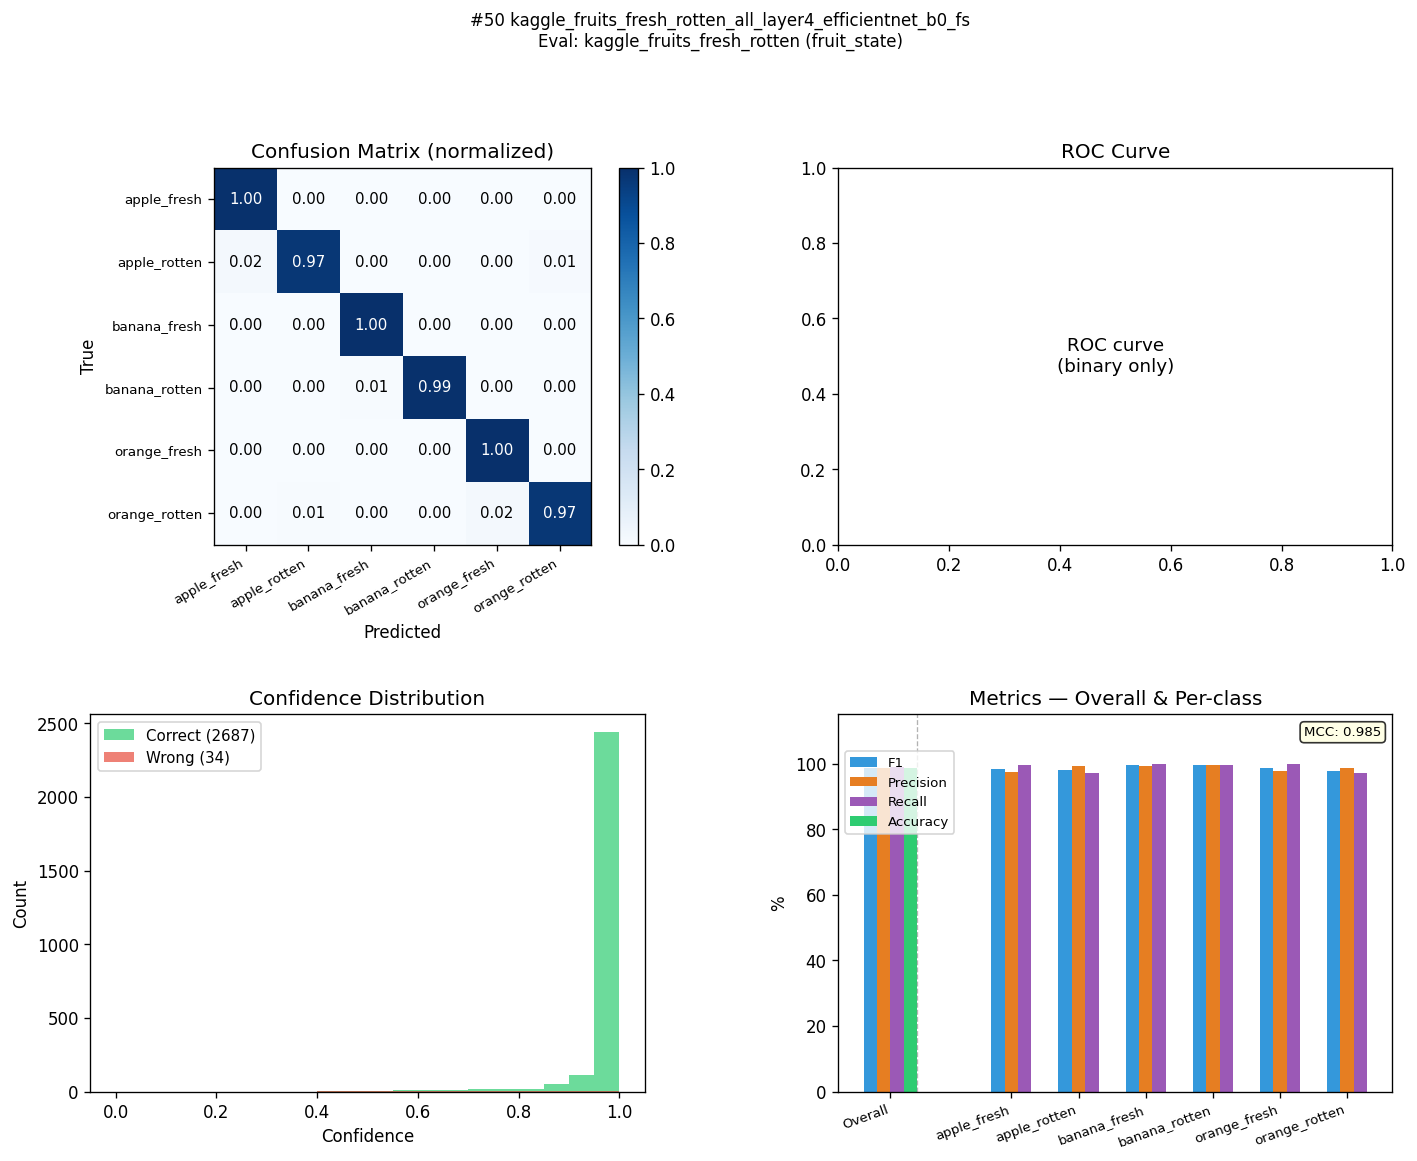 #50 kaggle_fruits_fresh_rotten_all_layer4_efficientnet_b0_fs
Eval: kaggle_fruits_fresh_rotten (fruit_state)
Confusion Matrix (normalized)
True
apple_fresh 1.00 0.00 0.00 0.00 0.00 0.00
apple_rotten 0.02 0.97 0.00 0.00 0.00 0.01
banana_fresh 0.00 0.00 1.00 0.00 0.00 0.00
banana_rotten 0.00 0.00 0.01 0.99 0.00 0.00
orange_fresh 0.00 0.00 0.00 0.00 1.00 0.00
orange_rotten 0.00 0.01 0.00 0.00 0.02 0.97
apple_fresh apple_rotten banana_fresh banana_rotten orange_fresh orange_rotten
Predicted
1.0
0.8
0.6
0.4
0.2
0.0
ROC Curve
1.0
0.8
0.6
0.4
0.2
0.0
ROC curve
(binary only)
0.0 0.2 0.4 0.6 0.8 1.0
Confidence Distribution
Count
2500
2000
1500
1000
500
0
Correct (2687)
Wrong (34)
0.0 0.2 0.4 0.6 0.8 1.0
Confidence
Metrics — Overall & Per-class
MCC: 0.985
%
100
80
60
40
20
0
F1
Precision
Recall
Accuracy
Overall apple_fresh apple_rotten banana_fresh banana_rotten orange_fresh orange_rotten